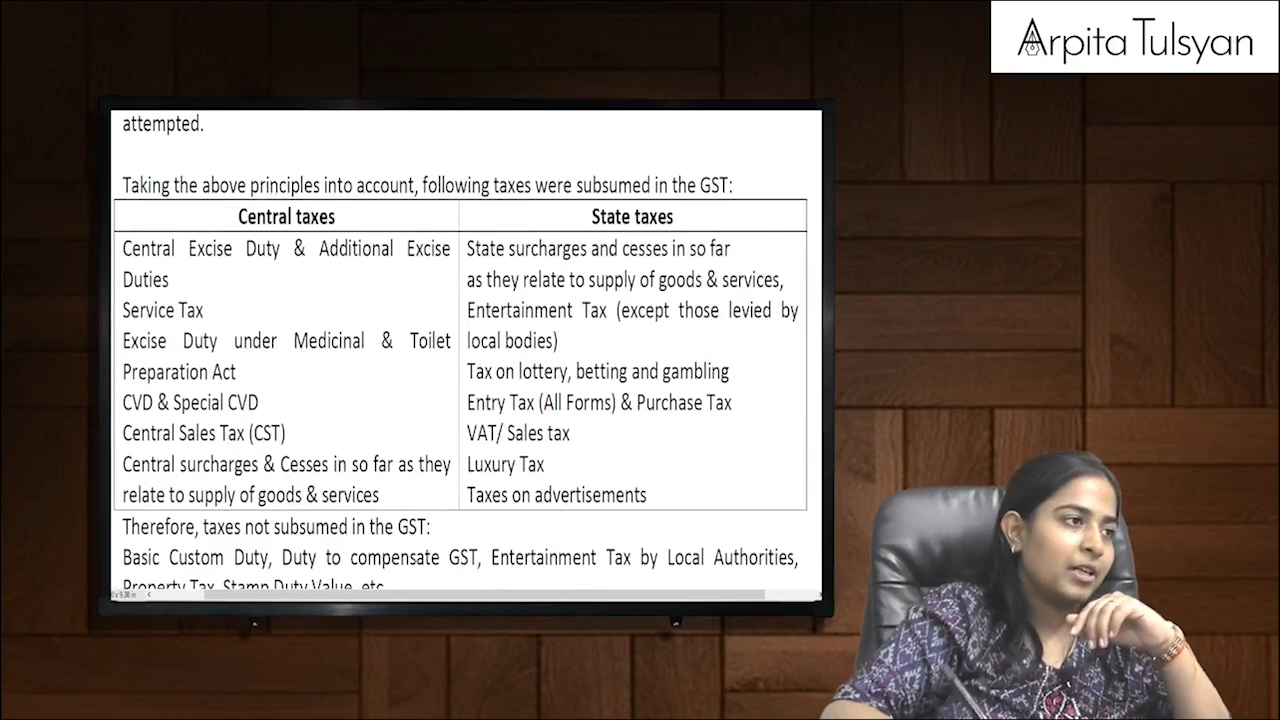 Arpita Tulsyan
attempted.
Taking the above principles into account, following taxes were subsumed in the GST:
Central taxes
Central Excise Duty & Additional Excise
Duties
Service Tax
Excise Duty under Medicinal & Toilet
Preparation Act
CVD & Special CVD
Central Sales Tax (CST)
Central surcharges & Cesses in so far as they
relate to supply of goods & services
State taxes
State surcharges and cesses in so far
as they relate to supply of goods & services,
Entertainment Tax (except those levied by
local bodies)
Tax on lottery, betting and gambling
Entry Tax (All Forms) & Purchase Tax
VAT/ Sales tax
Luxury Tax
Taxes on advertisements
Therefore, taxes not subsumed in the GST:
Basic Custom Duty, Duty to compensate GST, Entertainment Tax by Local Authorities,
Property Tax, Stamp Duty Value, etc